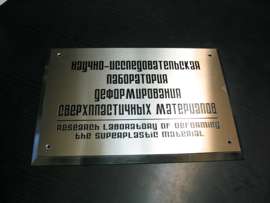 научно-исследовательская
лаборатория
деформирования
сверхпластичных материалов
Research Laboratory of deforming
the superplastic material